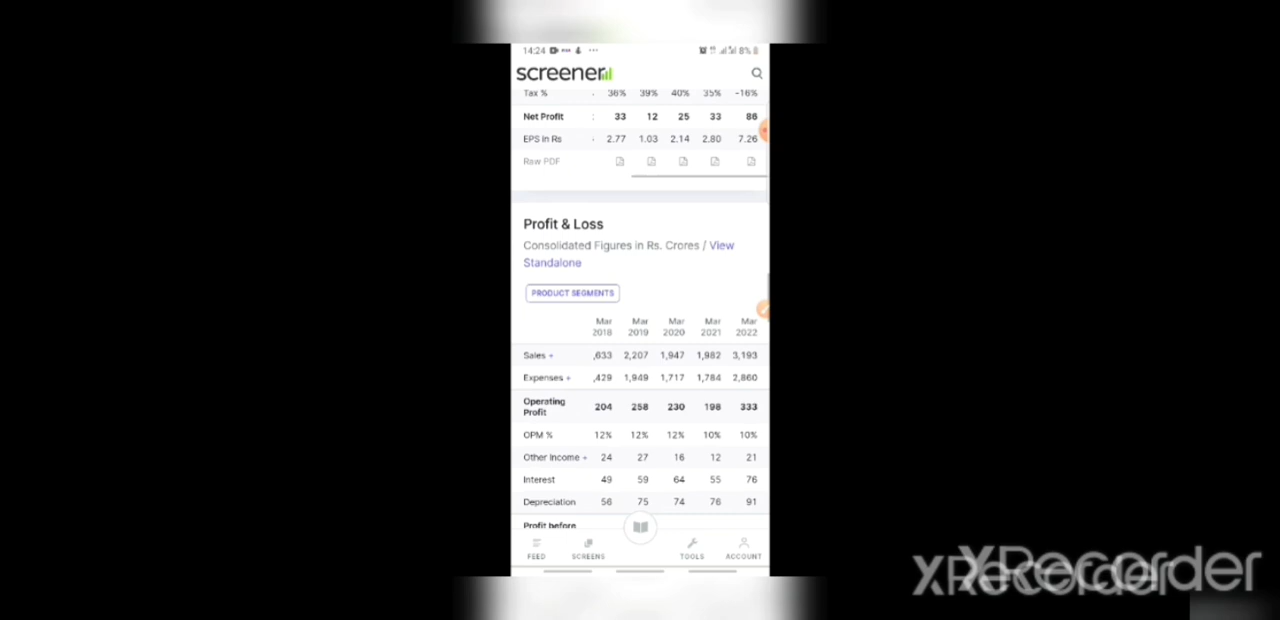 14:24 8%
screener
Tax % 36% 39% 40% 35% -16%
Net Profit 33 12 25 33 86
EPS in Rs 2.77 1.03 2.14 2.80 7.26
Raw PDF
Profit & Loss
Consolidated Figures in Rs. Crores / View
Standalone
PRODUCT SEGMENTS
Mar Mar Mar Mar Mar
2018 2019 2020 2021 2022
Sales + ,633 2,207 1,947 1,982 3,193
Expenses + ,429 1,949 1,717 1,784 2,860
Operating
Profit 204 258 230 198 333
OPM % 12% 12% 12% 10% 10%
Other Income + 24 27 16 12 21
Interest 49 59 64 55 76
Depreciation 56 75 74 76 91
Profit before
FEED SCREENS TOOLS ACCOUNT
XRecorder